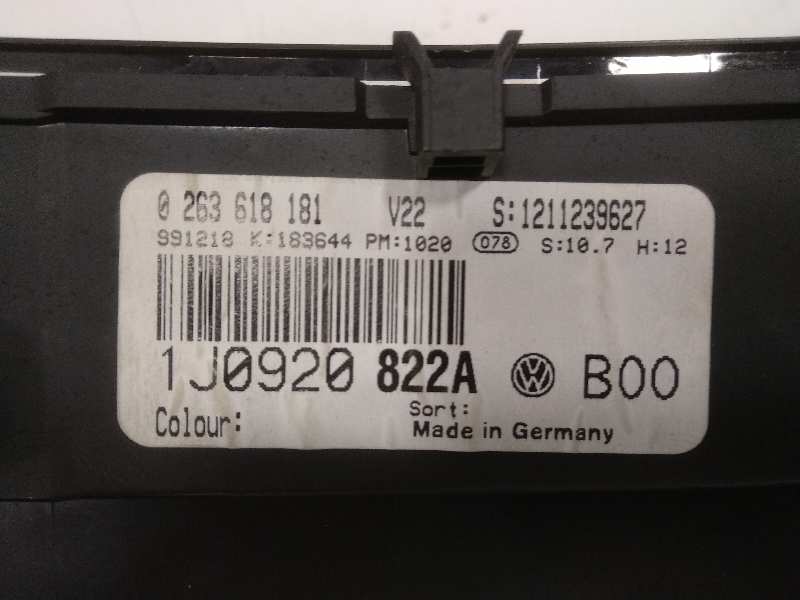 0 263 618 181 V22 S:1211239627
991218 K:183644 PM:1020 078 S:10.7 H:12
1J0920 822A VW B00
Sort:
Colour: Made in Germany